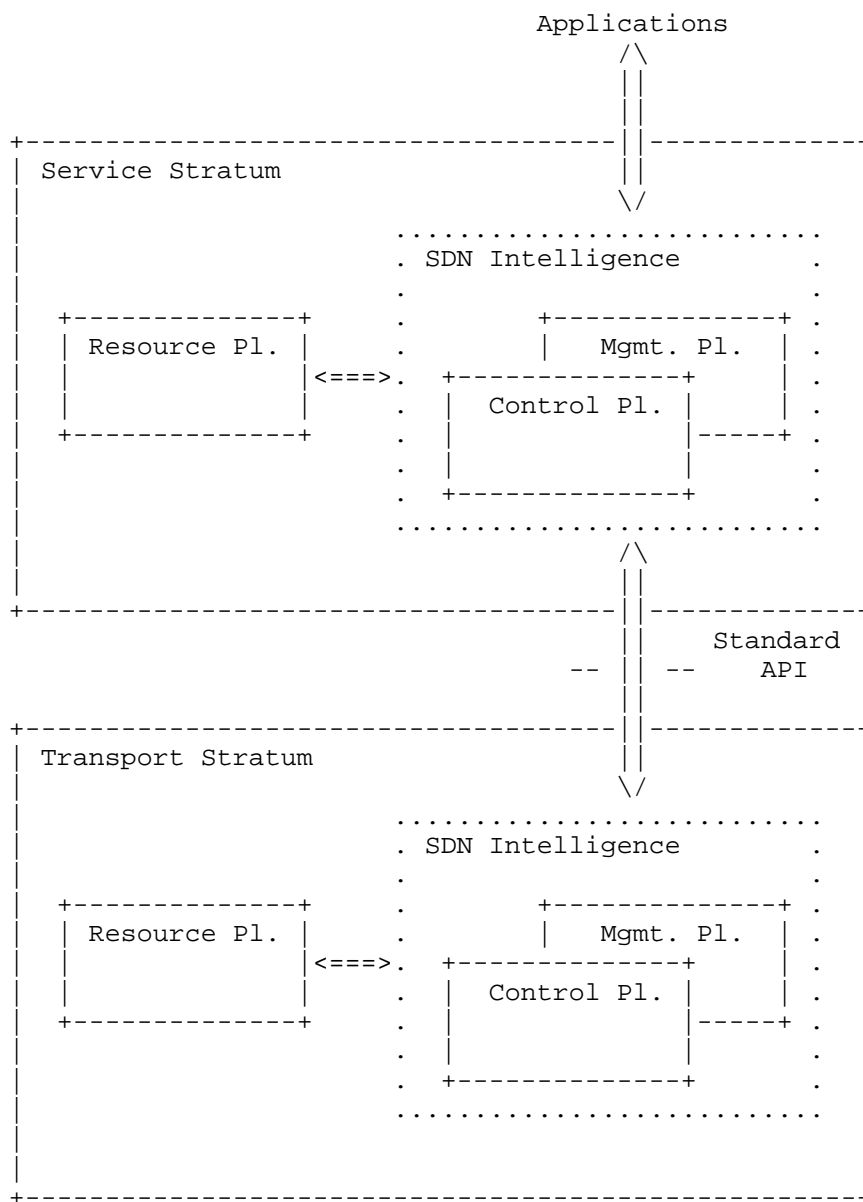 Applications
Service Stratum
SDN Intelligence
Resource Pl.
Mgmt. Pl.
Control Pl.
Standard
API
Transport Stratum
SDN Intelligence
Resource Pl.
Mgmt. Pl.
Control Pl.